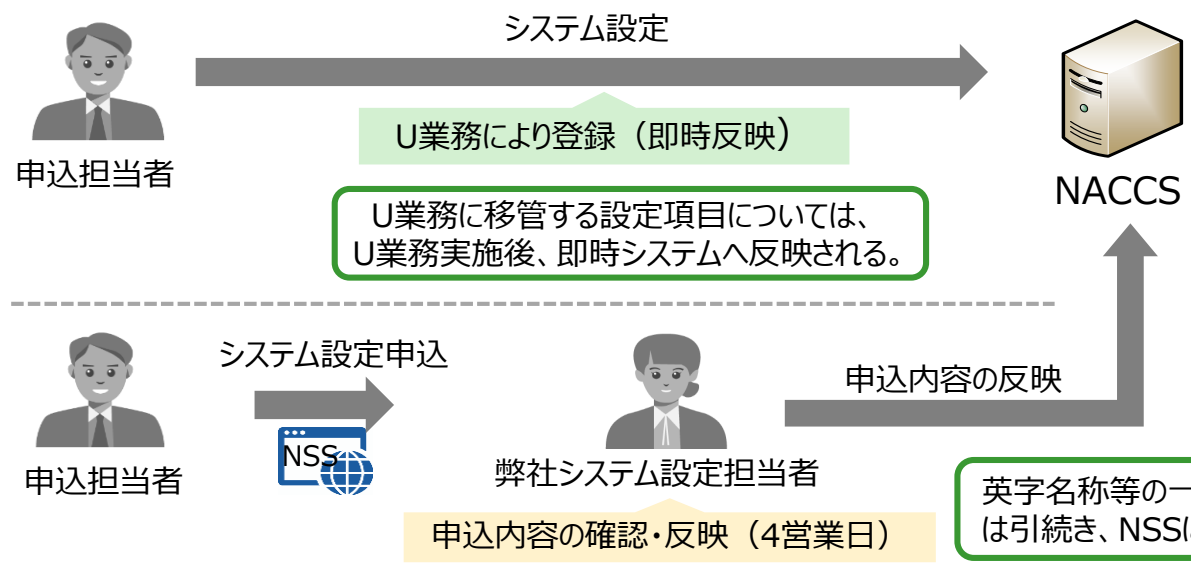 システム設定
U業務により登録（即時反映）
申込担当者
NACCS
U業務に移管する設定項目については、
U業務実施後、即時システムへ反映される。
システム設定申込
申込内容の反映
NSS
申込担当者
弊社システム設定担当者
英字名称等の一
は引続き、NSS
申込内容の確認・反映（4営業日）